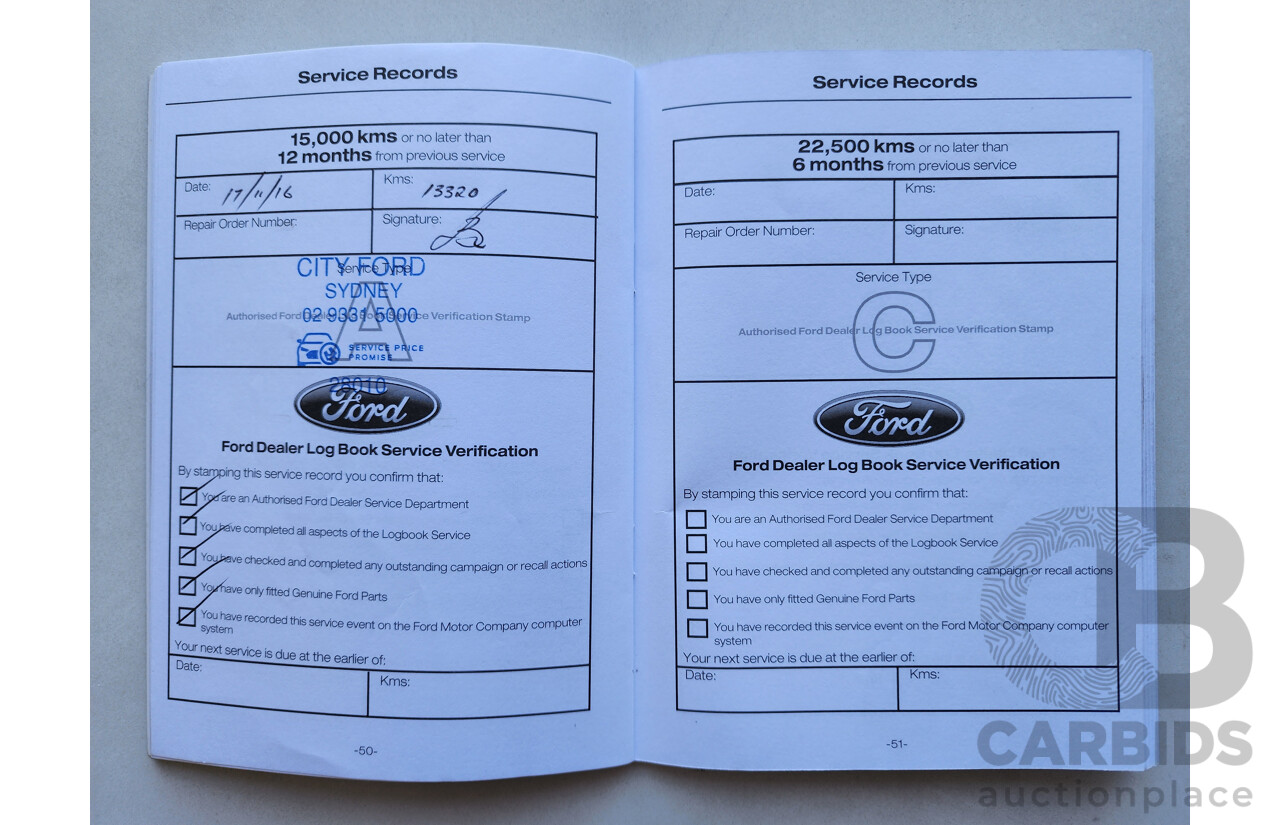 Service Records
15,000 kms or no later than
12 months from previous service
Date: 17/11/16
Kms: 13320
Repair Order Number:
Signature:
Service Type
CITY FORD
SYDNEY
02 9331 5000
A
Authorised Ford Dealer Log Book Service Verification Stamp
SERVICE PRICE
PROMISE
28010
Ford
Ford Dealer Log Book Service Verification
By stamping this service record you confirm that:
You are an Authorised Ford Dealer Service Department
You have completed all aspects of the Logbook Service
You have checked and completed any outstanding campaign or recall actions
You have only fitted Genuine Ford Parts
You have recorded this service event on the Ford Motor Company computer
system
Your next service is due at the earlier of:
Date:
Kms:
-50-
Service Records
22,500 kms or no later than
6 months from previous service
Date:
Kms:
Repair Order Number:
Signature:
Service Type
C
Authorised Ford Dealer Log Book Service Verification Stamp
Ford
Ford Dealer Log Book Service Verification
By stamping this service record you confirm that:
You are an Authorised Ford Dealer Service Department
You have completed all aspects of the Logbook Service
You have checked and completed any outstanding campaign or recall actions
You have only fitted Genuine Ford Parts
You have recorded this service event on the Ford Motor Company computer
system
Your next service is due at the earlier of:
Date:
Kms:
-51-
CB
CARBIDS
auctionplace